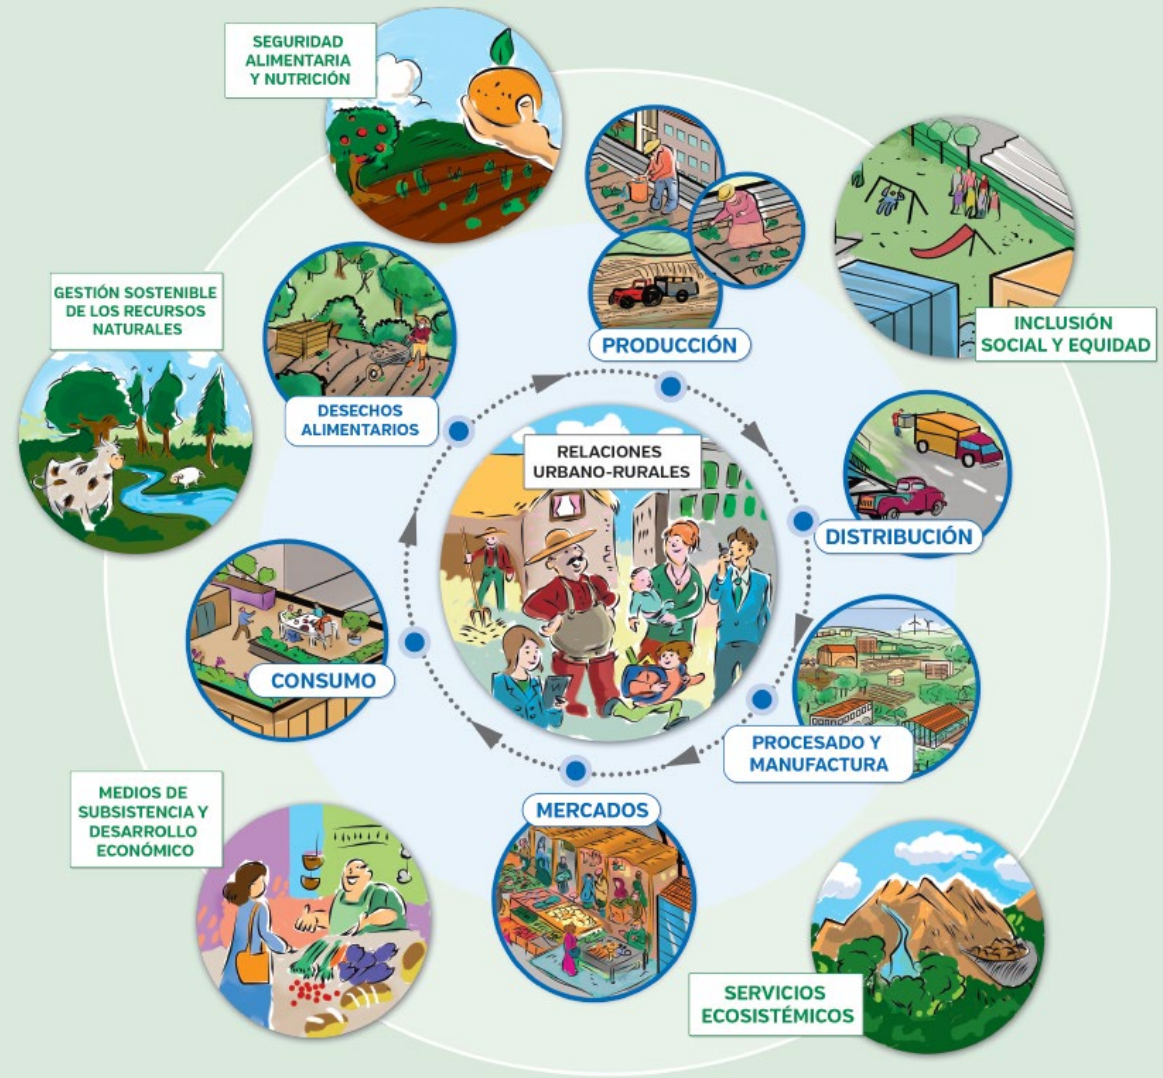 SEGURIDAD
ALIMENTARIA
Y NUTRICIÓN
PRODUCCIÓN
INCLUSIÓN
SOCIAL Y EQUIDAD
GESTIÓN SOSTENIBLE
DE LOS RECURSOS
NATURALES
DESECHOS
ALIMENTARIOS
RELACIONES
URBANO-RURALES
DISTRIBUCIÓN
CONSUMO
PROCESADO Y
MANUFACTURA
MERCADOS
MEDIOS DE
SUBSISTENCIA Y
DESARROLLO
ECONÓMICO
SERVICIOS
ECOSISTÉMICOS